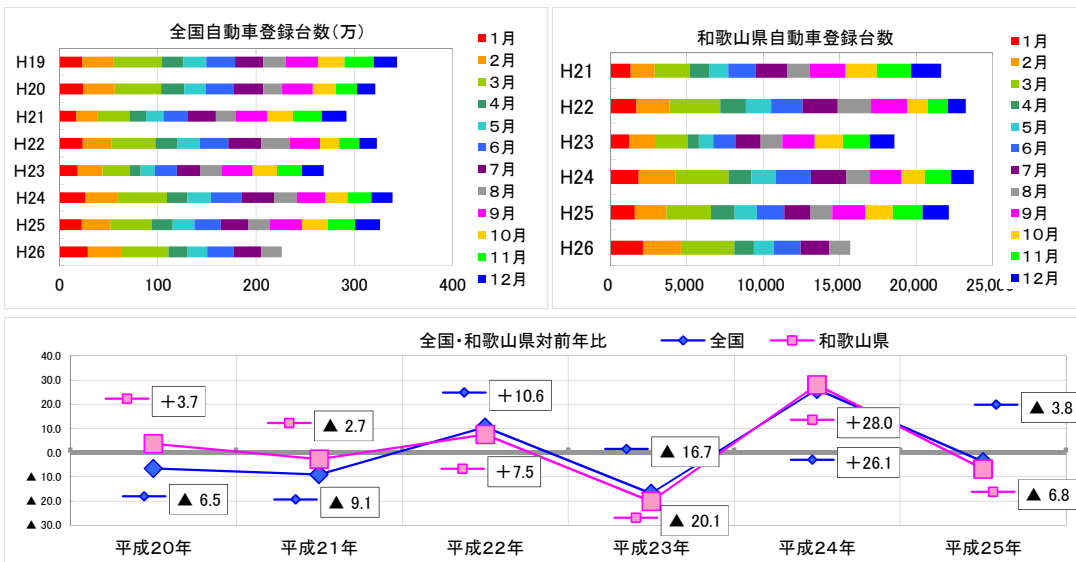 全国自動車登録台数(万)
H19
H20
H21
H22
H23
H24
H25
H26
0
100
200
300
400
1月
2月
3月
4月
5月
6月
7月
8月
9月
10月
11月
12月
和歌山県自動車登録台数
H21
H22
H23
H24
H25
H26
0
5,000
10,000
15,000
20,000
25,000
1月
2月
3月
4月
5月
6月
7月
8月
9月
10月
11月
12月
全国・和歌山県対前年比
全国
和歌山県
40.0
30.0
20.0
10.0
0.0
▲ 10.0
▲ 20.0
▲ 30.0
+3.7
▲ 6.5
▲ 2.7
▲ 9.1
+10.6
+7.5
▲ 16.7
▲ 20.1
+28.0
+26.1
▲ 3.8
▲ 6.8
平成20年
平成21年
平成22年
平成23年
平成24年
平成25年